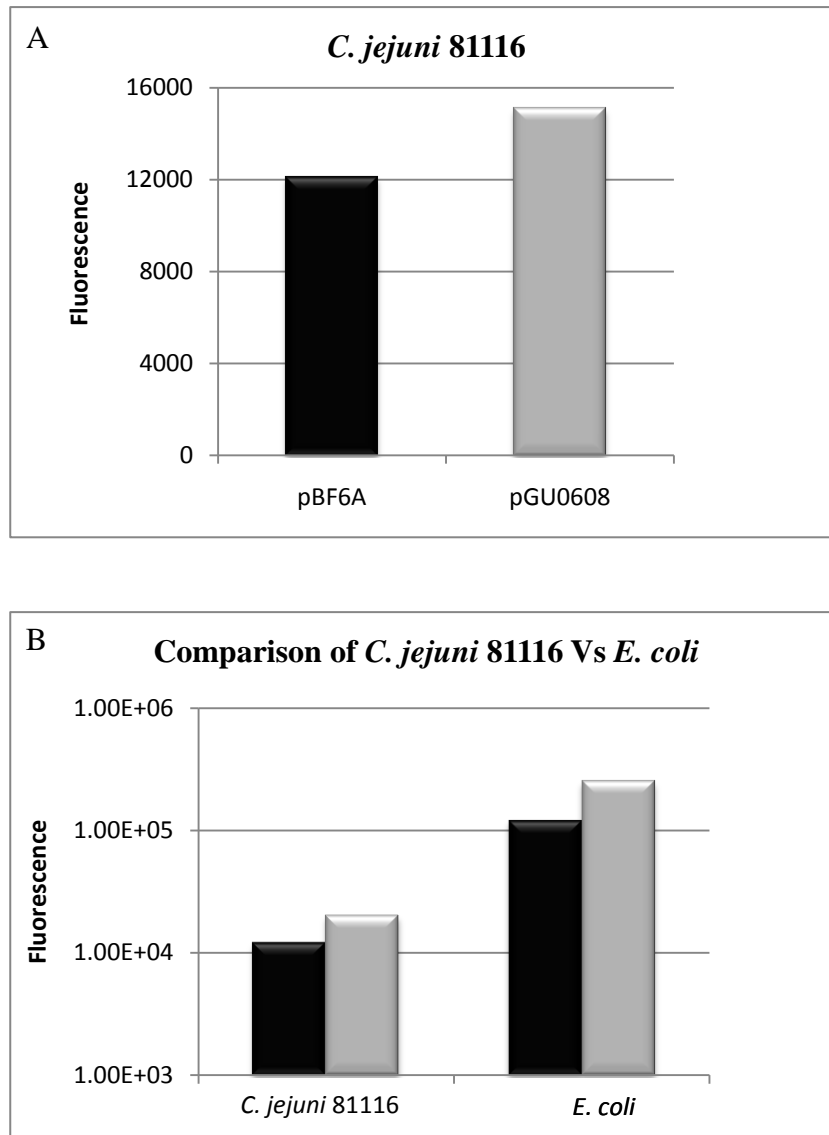 A
C. jejuni 81116
16000
12000
8000
4000
0
Fluorescence
pBF6A pGU0608
B
Comparison of C. jejuni 81116 Vs E. coli
1.00E+06
1.00E+05
1.00E+04
1.00E+03
Fluorescence
C. jejuni 81116 E. coli